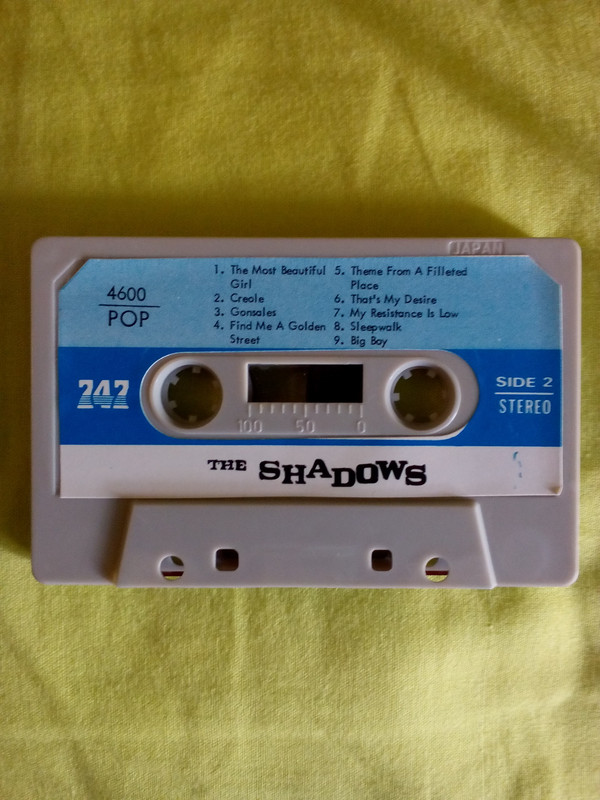 JAPAN
4600
POP
1. The Most Beautiful
Girl
2. Creole
3. Gonsales
4. Find Me A Golden
Street
5. Theme From A Filleted
Place
6. That's My Desire
7. My Resistance Is Low
8. Sleepwalk
9. Big Boy
747
SIDE 2
STEREO
100 50 0
THE SHADOWS